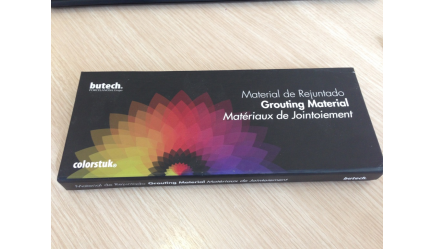 butech.
Material de Rejuntado
Grouting Material
Matériaux de Jointoiement
colorstuk®
Material de Rejuntado Grouting Material Matériaux de Jointoiement
butech